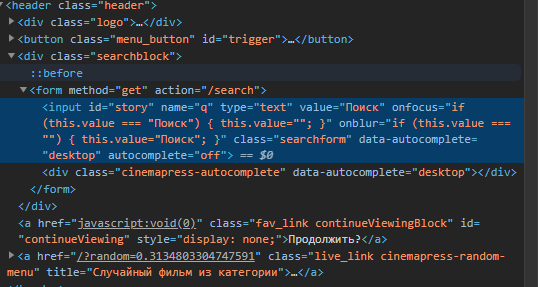 <header class="header">
<div class="logo">…</div>
<button class="menu_button" id="trigger">…</button>
<div class="searchblock">
::before
<form method="get" action="/search">
<input id="story" name="q" type="text" value="Поиск" onfocus="if
(this.value === "Поиск") { this.value=""; }" onblur="if (this.value ===
"") { this.value="Поиск"; }" class="searchform" data-autocomplete=
"desktop" autocomplete="off"> == $0
<div class="cinemapress-autocomplete" data-autocomplete="desktop"></div>
</form>
</div>
<a href="javascript:void(0)" class="fav_link continueViewingBlock" id=
"continueViewing" style="display: none;">Продолжить?</a>
<a href="/?random=0.3134803304747591" class="live_link cinemapress-random-
menu" title="Случайный фильм из категории">…</a>